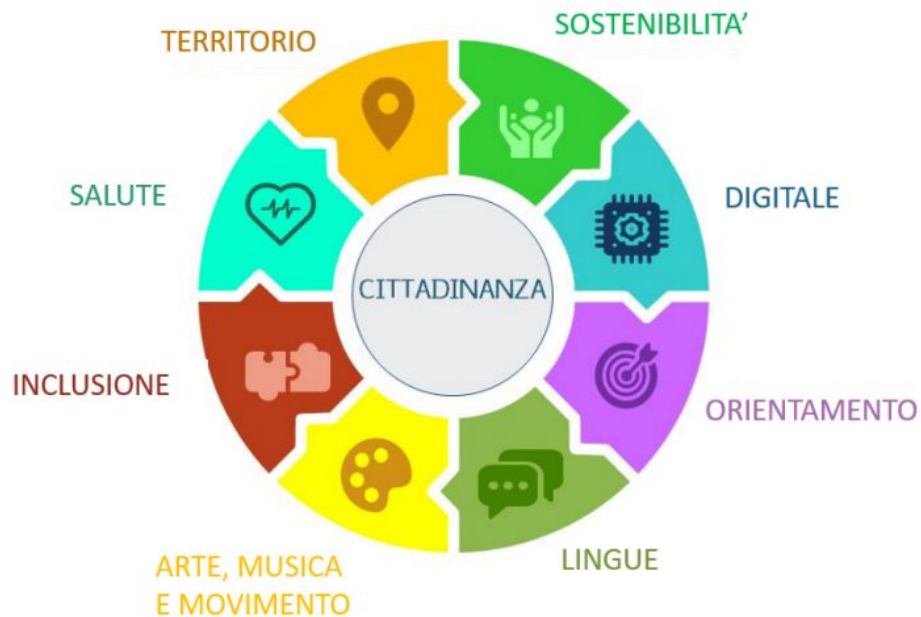 SOSTENIBILITA'
TERRITORIO
SALUTE
DIGITALE
CITTADINANZA
INCLUSIONE
ORIENTAMENTO
ARTE, MUSICA
E MOVIMENTO
LINGUE